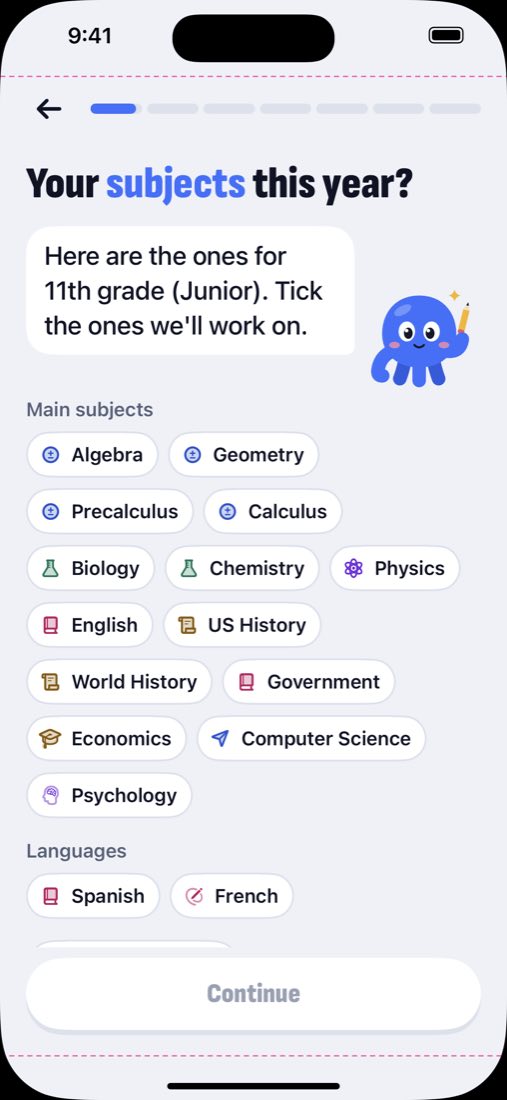 9:41
Your subjects this year?
Here are the ones for
11th grade (Junior). Tick
the ones we'll work on.
Main subjects
Algebra
Geometry
Precalculus
Calculus
Biology
Chemistry
Physics
English
US History
World History
Government
Economics
Computer Science
Psychology
Languages
Spanish
French
Continue